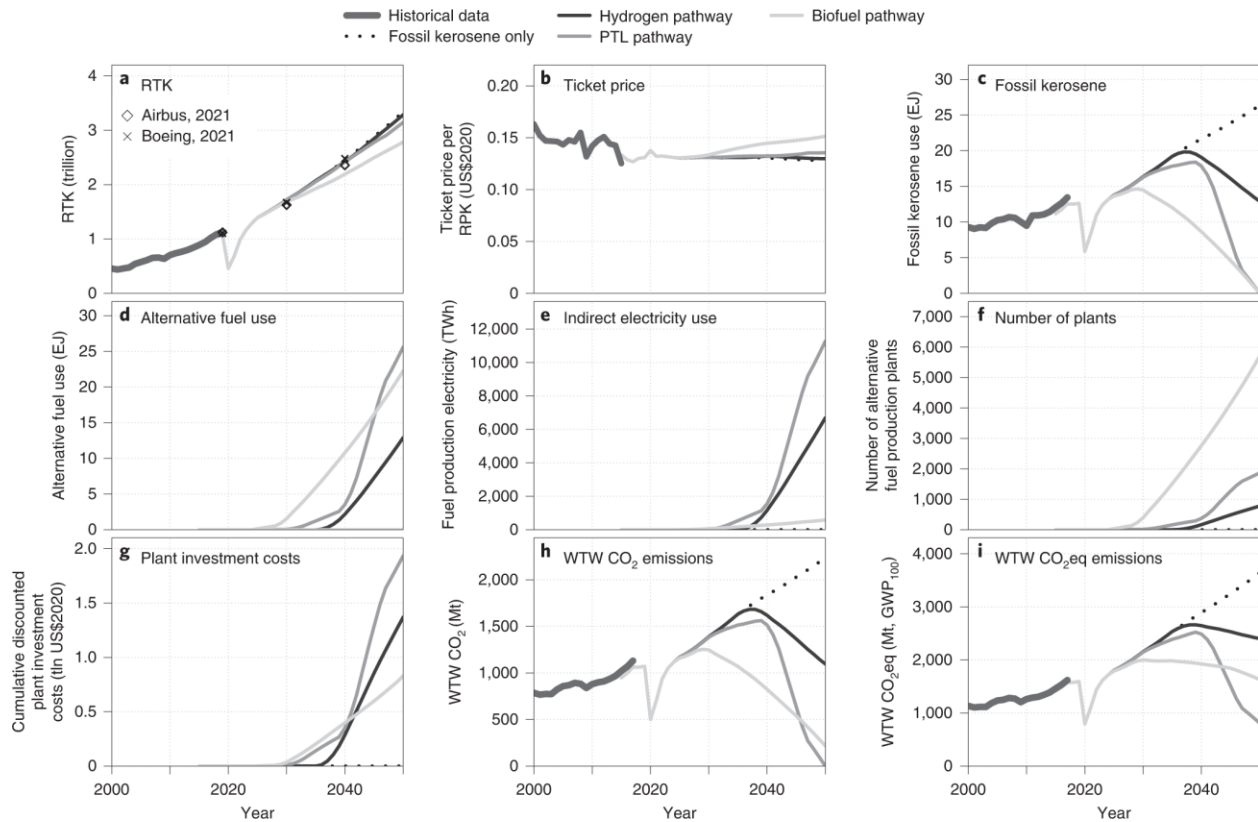 Historical data
Hydrogen pathway
Biofuel pathway
Fossil kerosene only
PTL pathway
a RTK
Airbus, 2021
Boeing, 2021
RTK (trillion)
4
3
2
1
0
b Ticket price
Ticket price per
RPK (US$2020)
0.20
0.15
0.10
0.05
0
c Fossil kerosene
Fossil kerosene use (EJ)
30
25
20
15
10
5
0
d Alternative fuel use
Alternative fuel use (EJ)
30
25
20
15
10
5
0
e Indirect electricity use
Fuel production electricity (TWh)
12,000
10,000
8,000
6,000
4,000
2,000
0
f Number of plants
Number of alternative
fuel production plants
7,000
6,000
5,000
4,000
3,000
2,000
1,000
0
g Plant investment costs
Cumulative discounted
plant investment
costs (tln US$2020)
2.0
1.5
1.0
0.5
0
2000
2020
2040
Year
h WTW CO2 emissions
WTW CO2 (Mt)
2,000
1,500
1,000
500
0
2000
2020
2040
Year
i WTW CO2eq emissions
WTW CO2eq (Mt, GWP100)
4,000
3,000
2,000
1,000
0
2000
2020
2040
Year